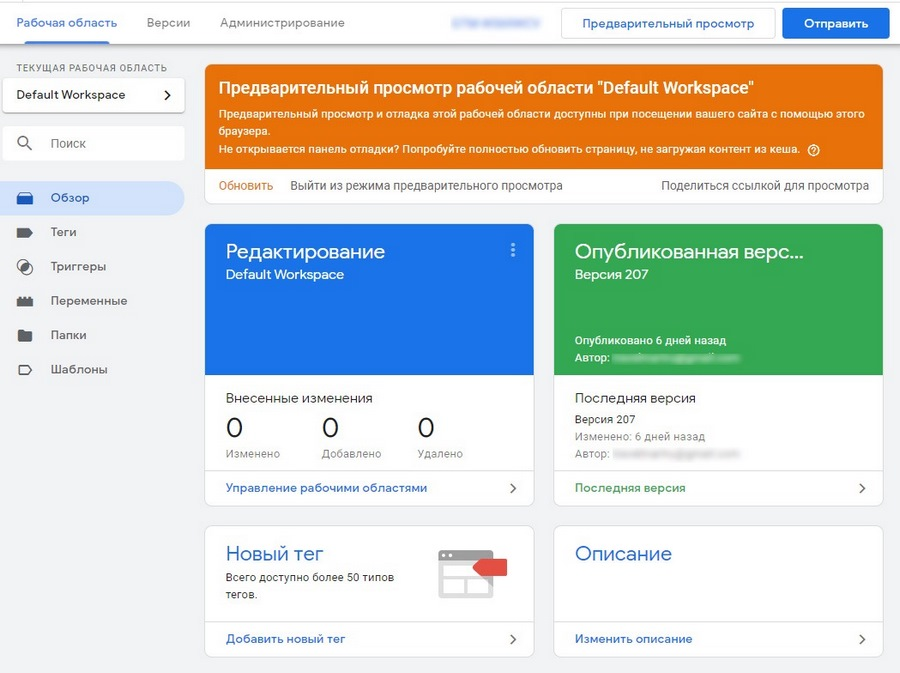 Рабочая область
Версии
Администрирование
Предварительный просмотр
Отправить
ТЕКУЩАЯ РАБОЧАЯ ОБЛАСТЬ
Default Workspace
Поиск
Обзор
Теги
Триггеры
Переменные
Папки
Шаблоны
Предварительный просмотр рабочей области "Default Workspace"
Предварительный просмотр и отладка этой рабочей области доступны при посещении вашего сайта с помощью этого
браузера.
Не открывается панель отладки? Попробуйте полностью обновить страницу, не загружая контент из кеша.
Обновить
Выйти из режима предварительного просмотра
Поделиться ссылкой для просмотра
Редактирование
Default Workspace
Внесенные изменения
0 0 0
Изменено Добавлено Удалено
Управление рабочими областями
Опубликованная верс...
Версия 207
Опубликовано 6 дней назад
Автор:
Последняя версия
Версия 207
Изменено: 6 дней назад
Автор:
Последняя версия
Новый тег
Всего доступно более 50 типов
тегов.
Добавить новый тег
Описание
Изменить описание